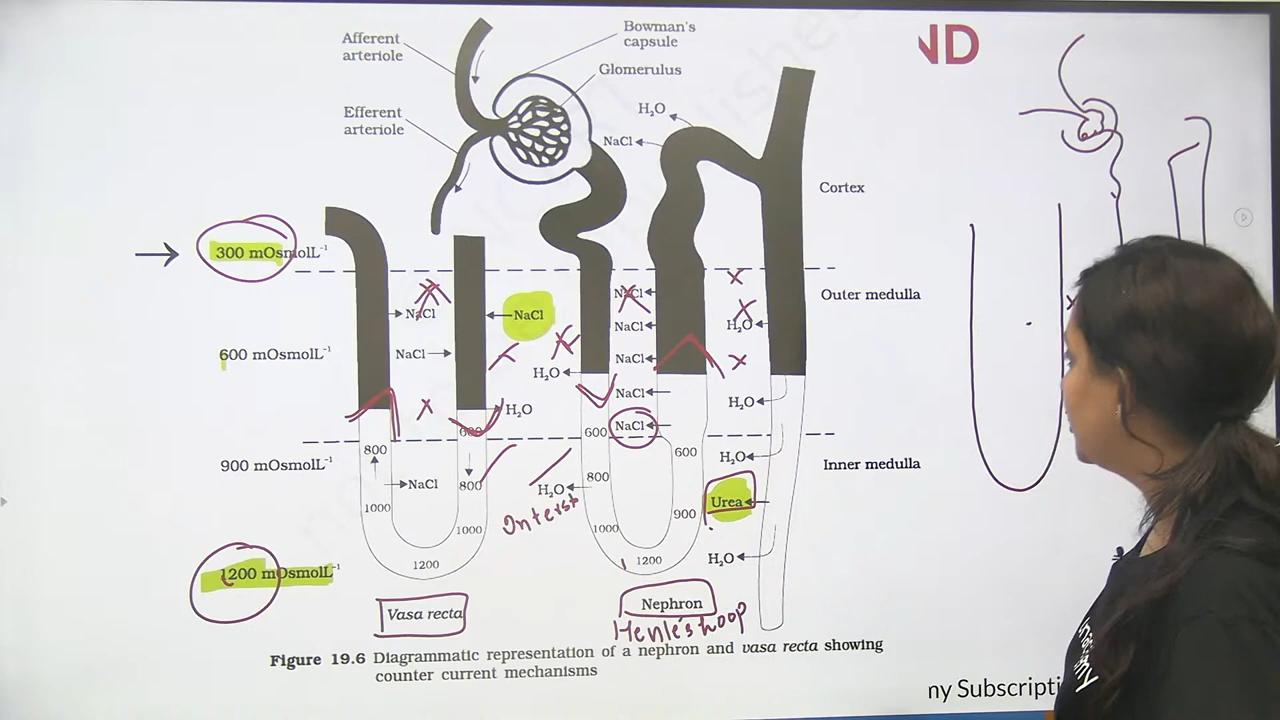 Afferent
arteriole
Bowman's
capsule
Glomerulus
Efferent
arteriole
H₂O
NaCl
ND
Cortex
300 mOsmolL⁻¹
Outer medulla
NaCl
NaCl
NaCl
NaCl
H₂O
600 mOsmolL⁻¹
NaCl
NaCl
H₂O
NaCl
H₂O
H₂O
600
600
NaCl
900 mOsmolL⁻¹
800
600
H₂O
Inner medulla
NaCl
800
H₂O
800
1000
1000
Interst
1000
900
Urea
1200 mOsmolL⁻¹
1200
1200
H₂O
Vasa recta
Nephron
Henle's Loop
Figure 19.6 Diagrammatic representation of a nephron and vasa recta showing
counter current mechanisms
ny Subscripti